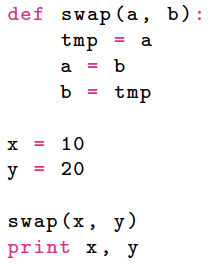 def swap(a, b):
    tmp = a
    a = b
    b = tmp

x = 10
y = 20

swap(x, y)
print x, y